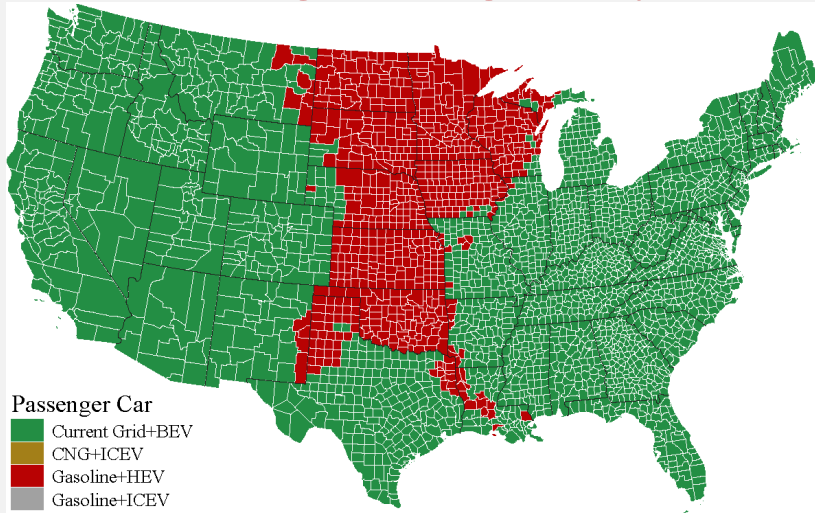 Passenger Car
Current Grid+BEV
CNG+ICEV
Gasoline+HEV
Gasoline+ICEV